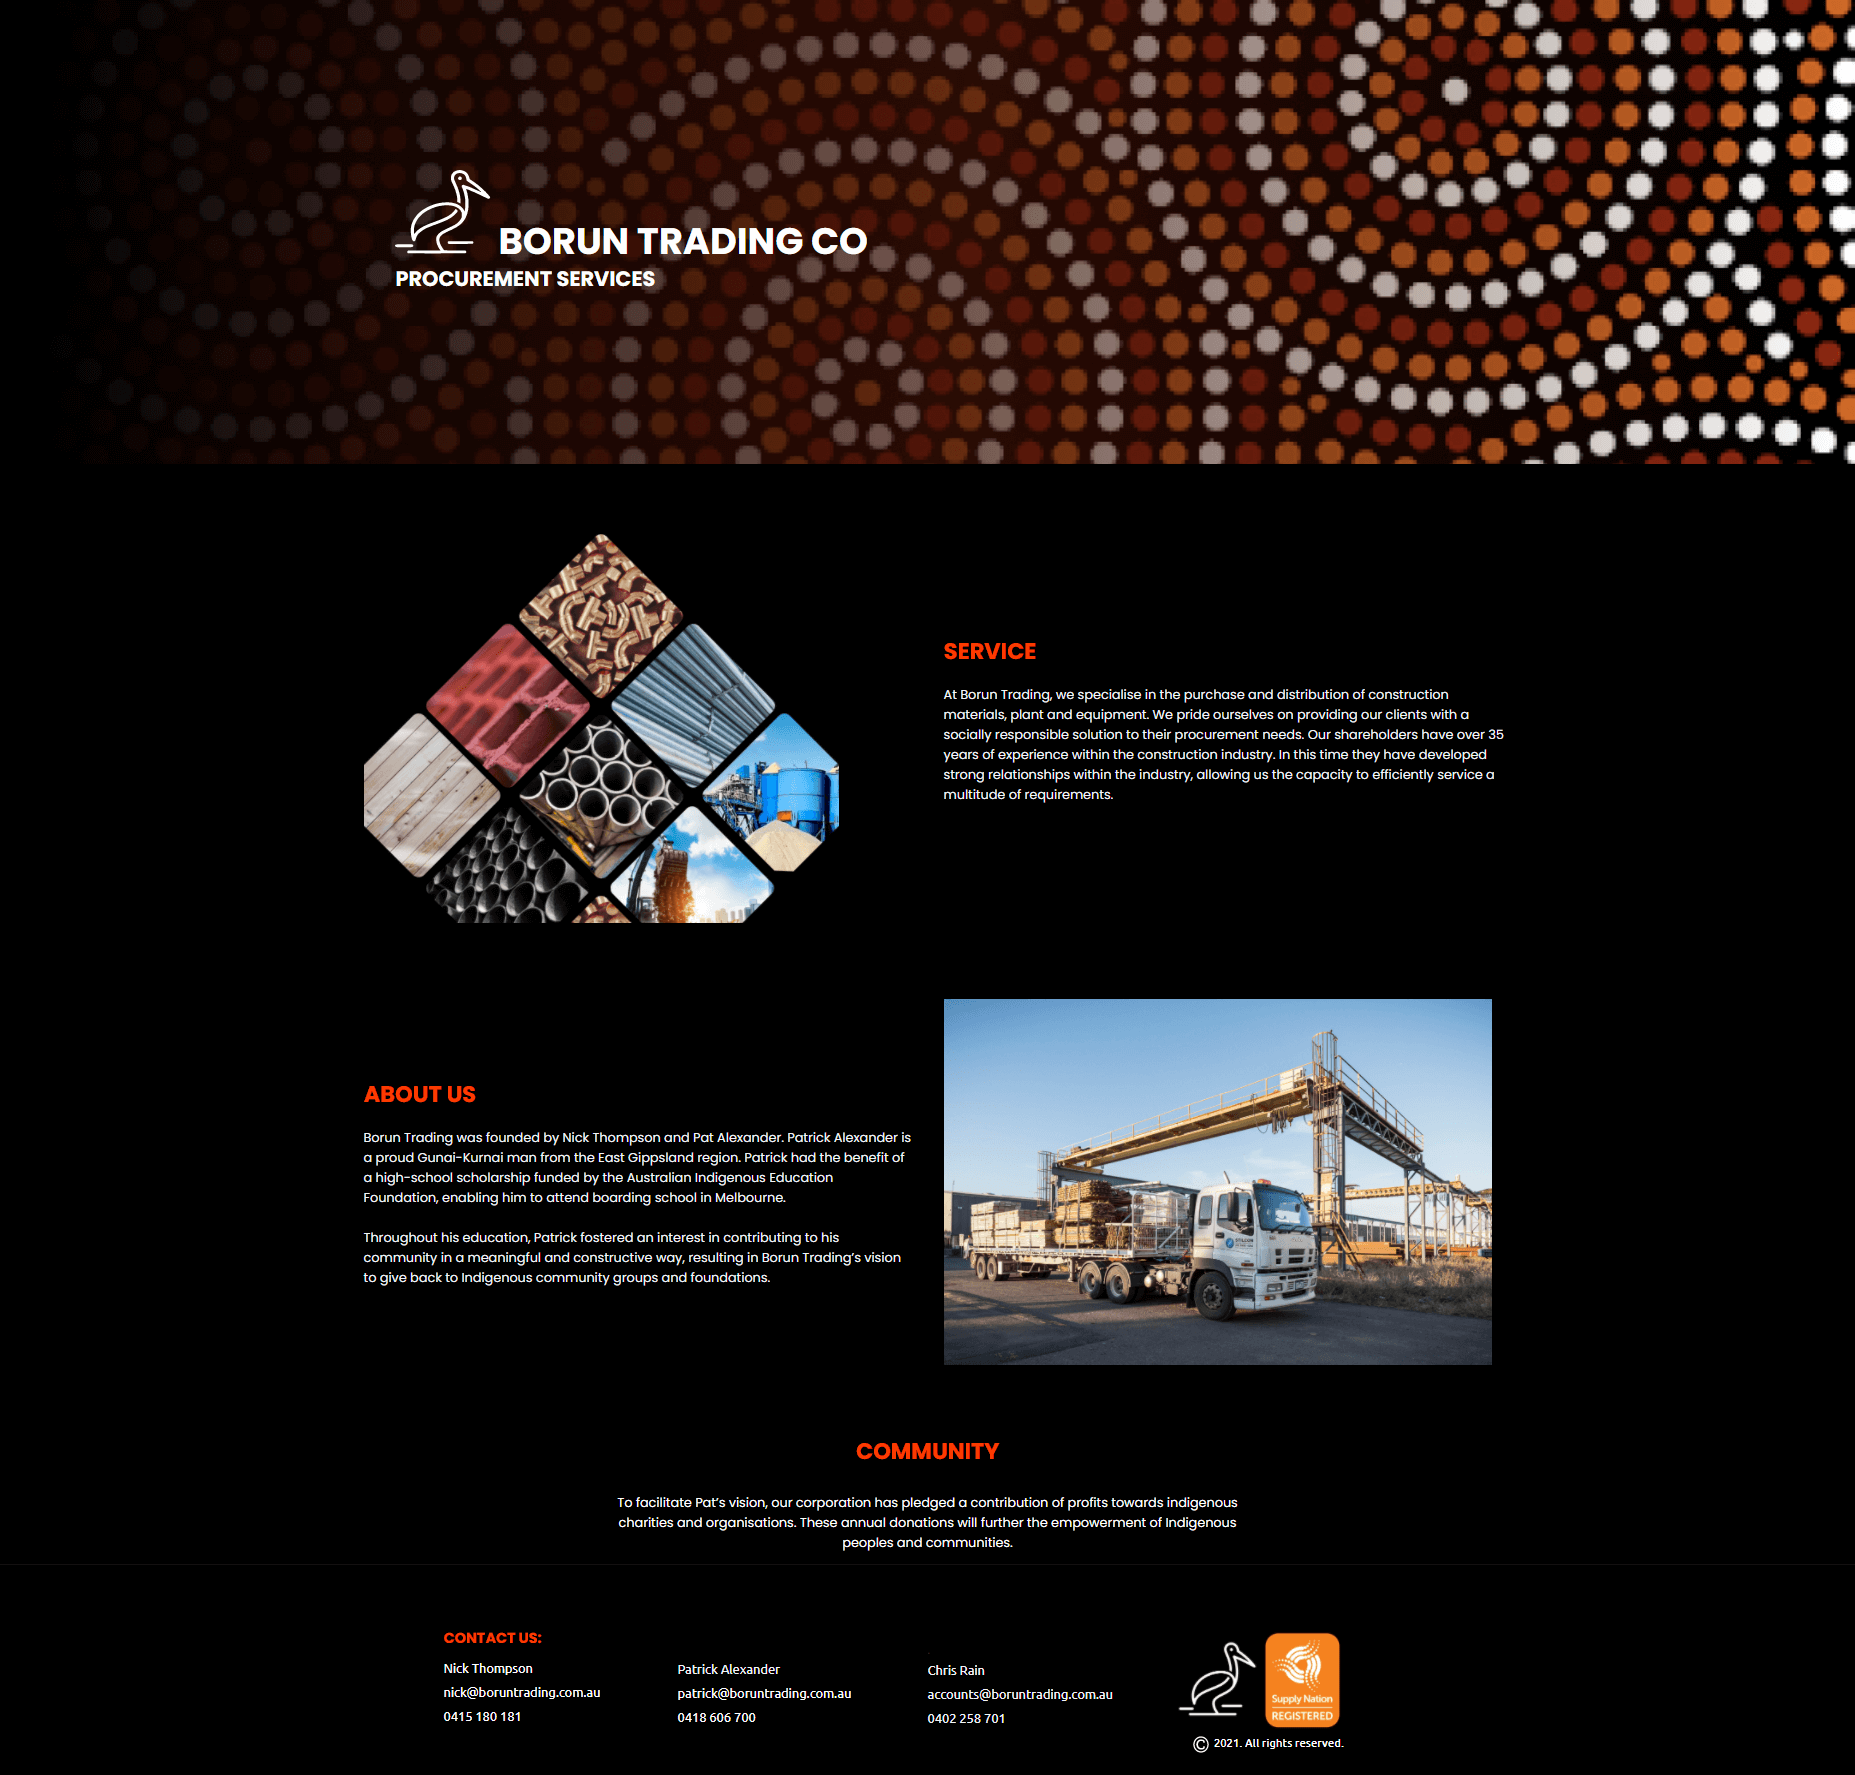 BORUN TRADING CO
PROCUREMENT SERVICES
SERVICE
At Borun Trading, we specialise in the purchase and distribution of construction
materials, plant and equipment. We pride ourselves on providing our clients with a
socially responsible solution to their procurement needs. Our shareholders have over 35
years of experience within the construction industry. In this time they have developed
strong relationships within the industry, allowing us the capacity to efficiently service a
multitude of requirements.
ABOUT US
Borun Trading was founded by Nick Thompson and Pat Alexander. Patrick Alexander is
a proud Gunai-Kurnai man from the East Gippsland region. Patrick had the benefit of
a high-school scholarship funded by the Australian Indigenous Education
Foundation, enabling him to attend boarding school in Melbourne.
Throughout his education, Patrick fostered an interest in contributing to his
community in a meaningful and constructive way, resulting in Borun Trading’s vision
to give back to Indigenous community groups and foundations.
COMMUNITY
To facilitate Pat’s vision, our corporation has pledged a contribution of profits towards indigenous
charities and organisations. These annual donations will further the empowerment of Indigenous
peoples and communities.
CONTACT US:
Nick Thompson
nick@boruntrading.com.au
0415 180 181
Patrick Alexander
patrick@boruntrading.com.au
0418 606 700
Chris Rain
accounts@boruntrading.com.au
0402 258 701
Supply Nation
REGISTERED
© 2021. All rights reserved.